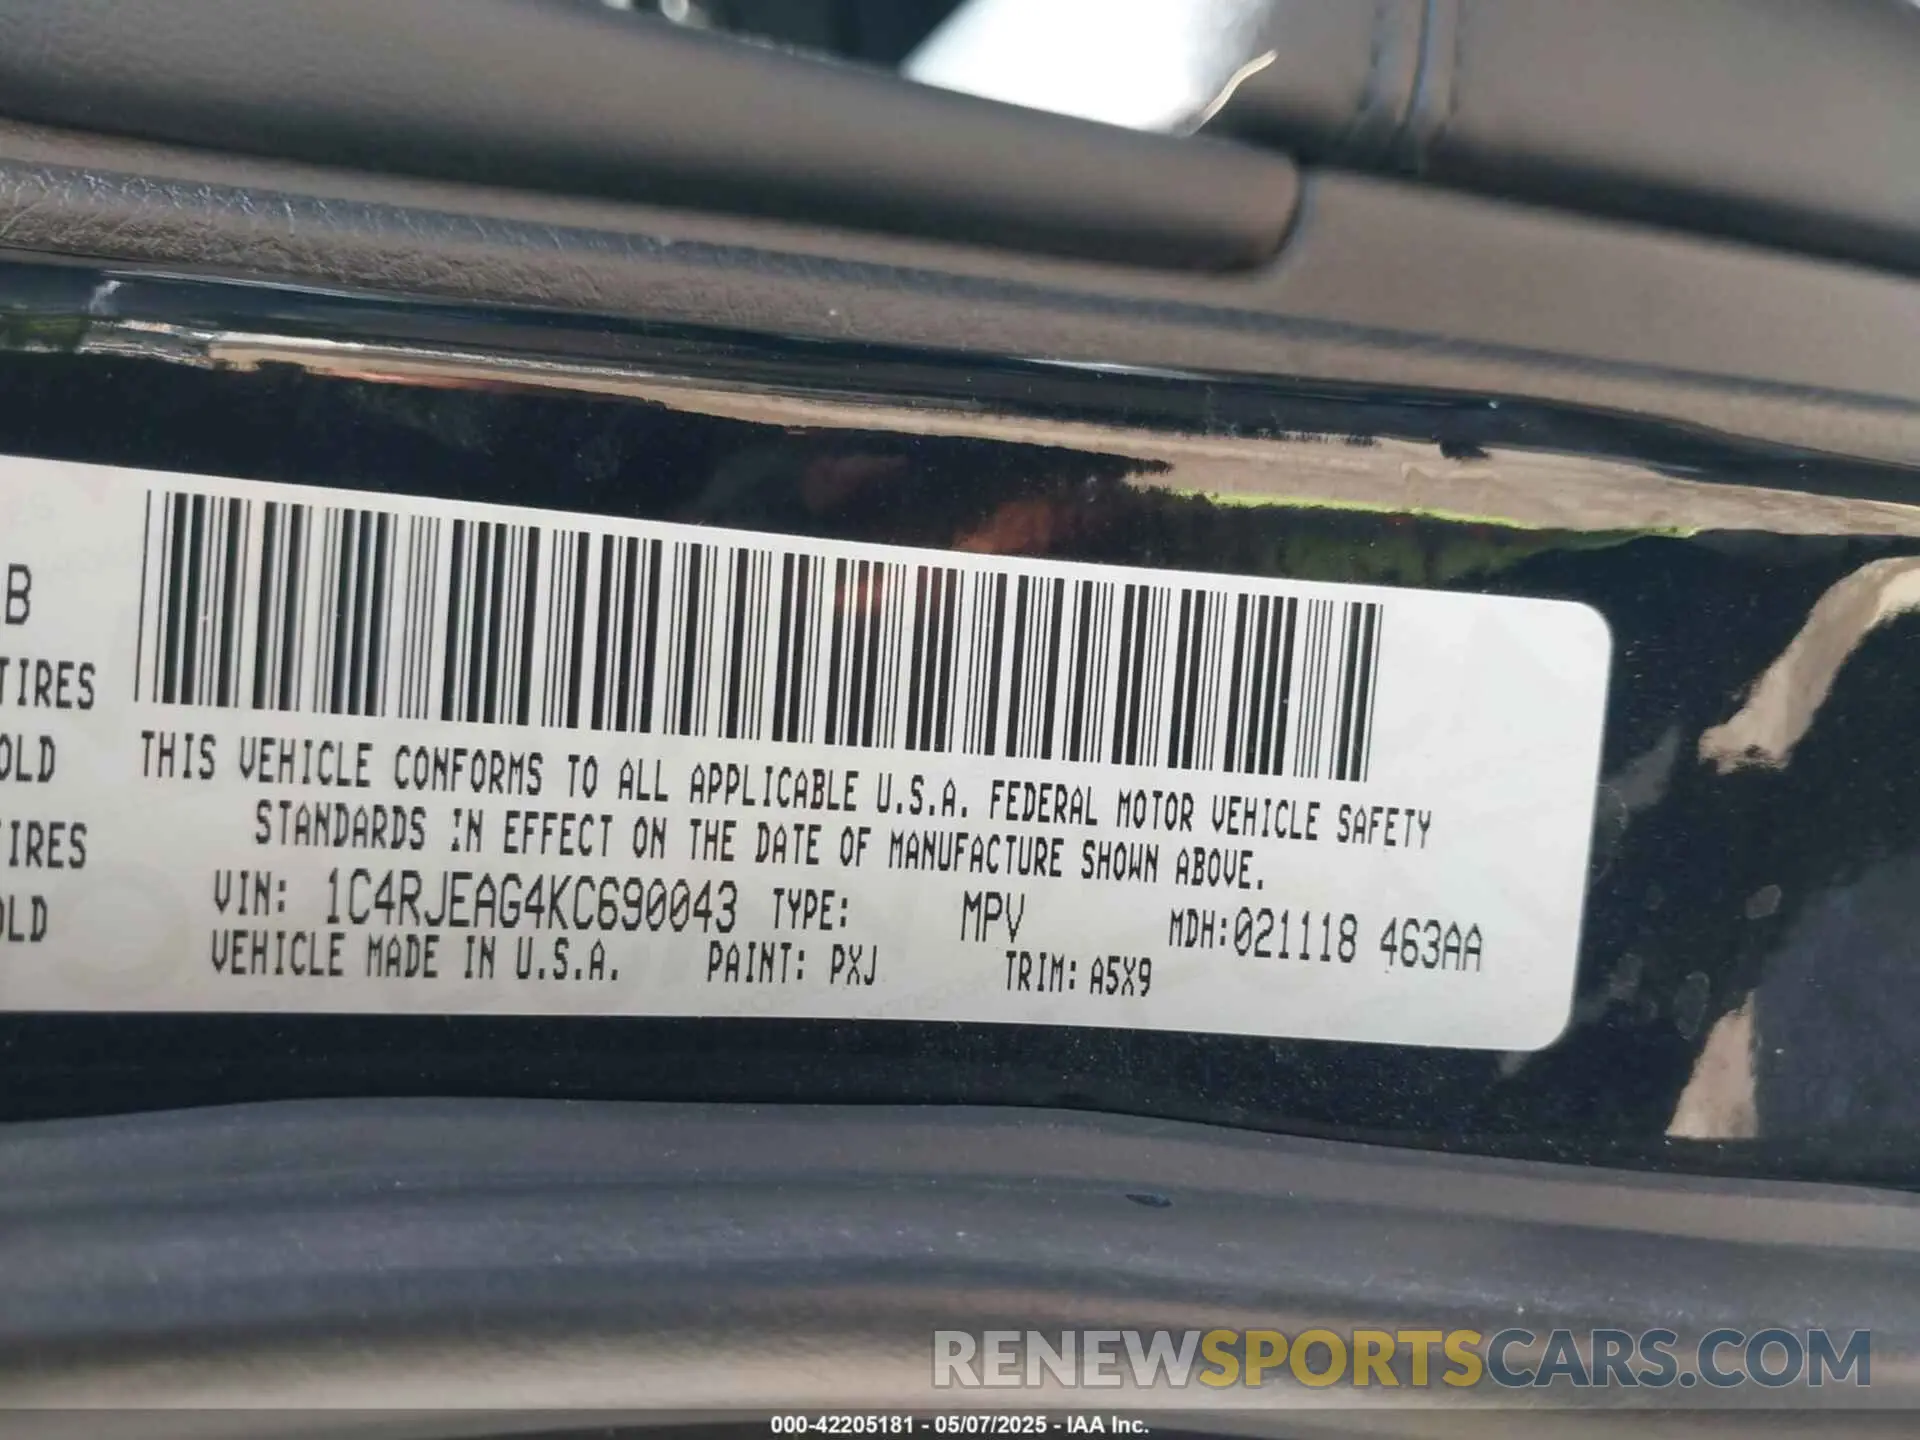 B
TIRES
OLD
TIRES
OLD
THIS VEHICLE CONFORMS TO ALL APPLICABLE U.S.A. FEDERAL MOTOR VEHICLE SAFETY
STANDARDS IN EFFECT ON THE DATE OF MANUFACTURE SHOWN ABOVE.
VIN: 1C4RJEAG4KC690043 TYPE: MPV MDH:021118 463AA
VEHICLE MADE IN U.S.A. PAINT: PXJ TRIM: A5X9
RENEWSPORTSCARS.COM
000-42205181 - 05/07/2025 - IAA Inc.